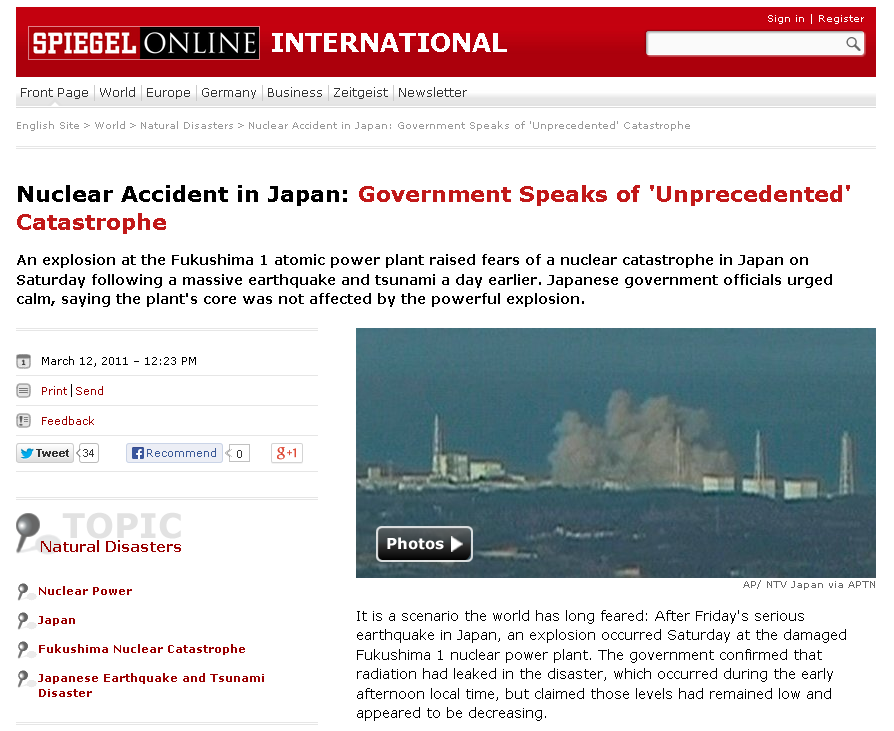 Sign in | Register
SPIEGEL ONLINE INTERNATIONAL
Front Page | World | Europe | Germany | Business | Zeitgeist | Newsletter
English Site > World > Natural Disasters > Nuclear Accident in Japan: Government Speaks of 'Unprecedented' Catastrophe
Nuclear Accident in Japan: Government Speaks of 'Unprecedented'
Catastrophe
An explosion at the Fukushima 1 atomic power plant raised fears of a nuclear catastrophe in Japan on
Saturday following a massive earthquake and tsunami a day earlier. Japanese government officials urged
calm, saying the plant's core was not affected by the powerful explosion.
March 12, 2011 – 12:23 PM
Print | Send
Feedback
Tweet 34 Recommend 0 g+1
TOPIC
Natural Disasters
Nuclear Power
Japan
Fukushima Nuclear Catastrophe
Japanese Earthquake and Tsunami
Disaster
Photos
AP/ NTV Japan via APTN
It is a scenario the world has long feared: After Friday's serious
earthquake in Japan, an explosion occurred Saturday at the damaged
Fukushima 1 nuclear power plant. The government confirmed that
radiation had leaked in the disaster, which occurred during the early
afternoon local time, but claimed those levels had remained low and
appeared to be decreasing.